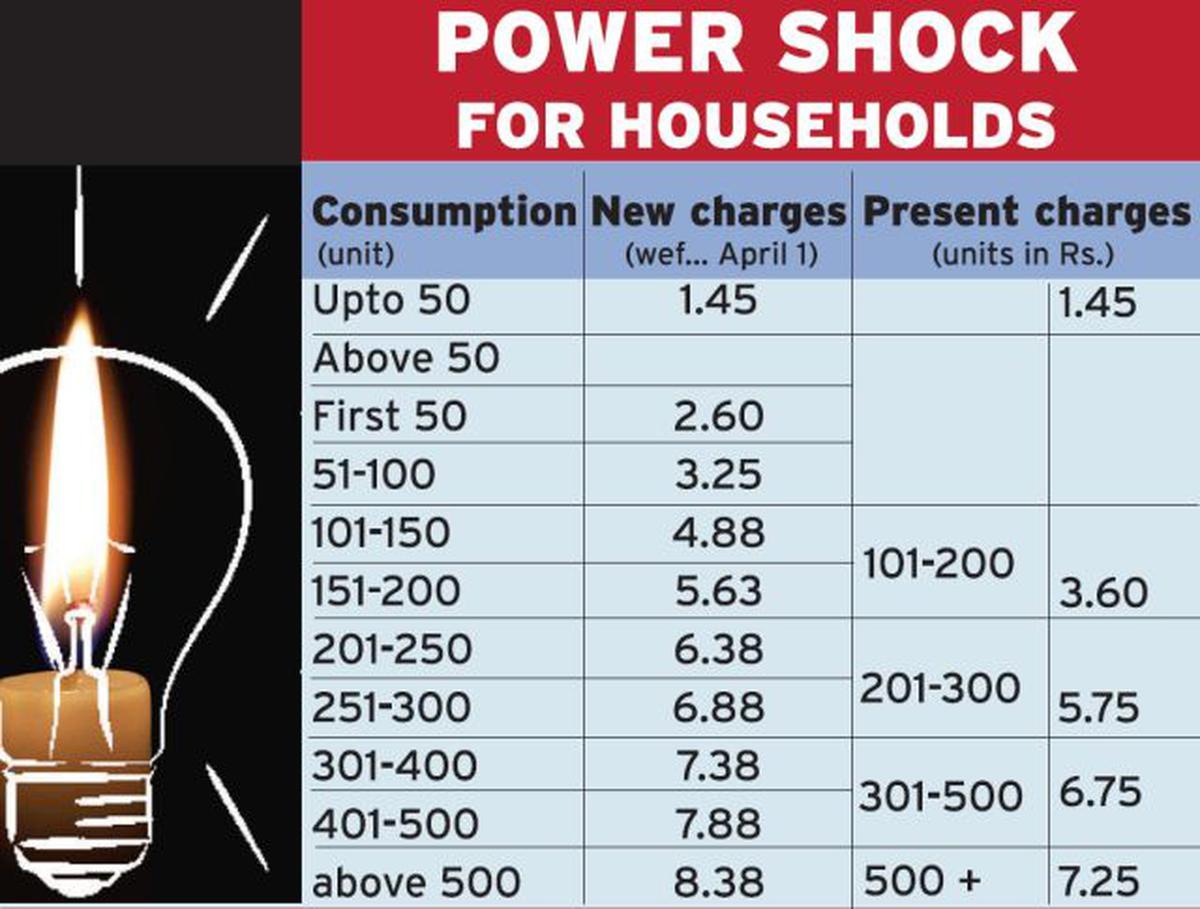 POWER SHOCK
FOR HOUSEHOLDS
Consumption New charges Present charges
(unit) (wef... April 1) (units in Rs.)
Upto 50 1.45 1.45
Above 50
First 50 2.60
51-100 3.25
101-150 4.88
101-200 3.60
151-200 5.63
201-250 6.38
201-300 5.75
251-300 6.88
301-400 7.38
301-500 6.75
401-500 7.88
above 500 8.38 500 + 7.25